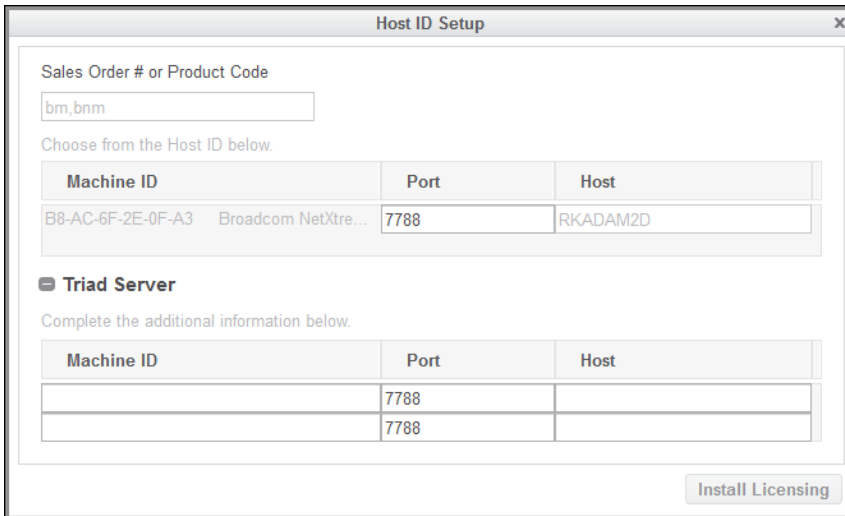 Host ID Setup x
Sales Order # or Product Code
bm,bnm
Choose from the Host ID below.
Machine ID Port Host
B8-AC-6F-2E-0F-A3 Broadcom NetXtre... 7788 RKADAM2D
Triad Server
Complete the additional information below.
Machine ID Port Host
7788
7788
Install Licensing